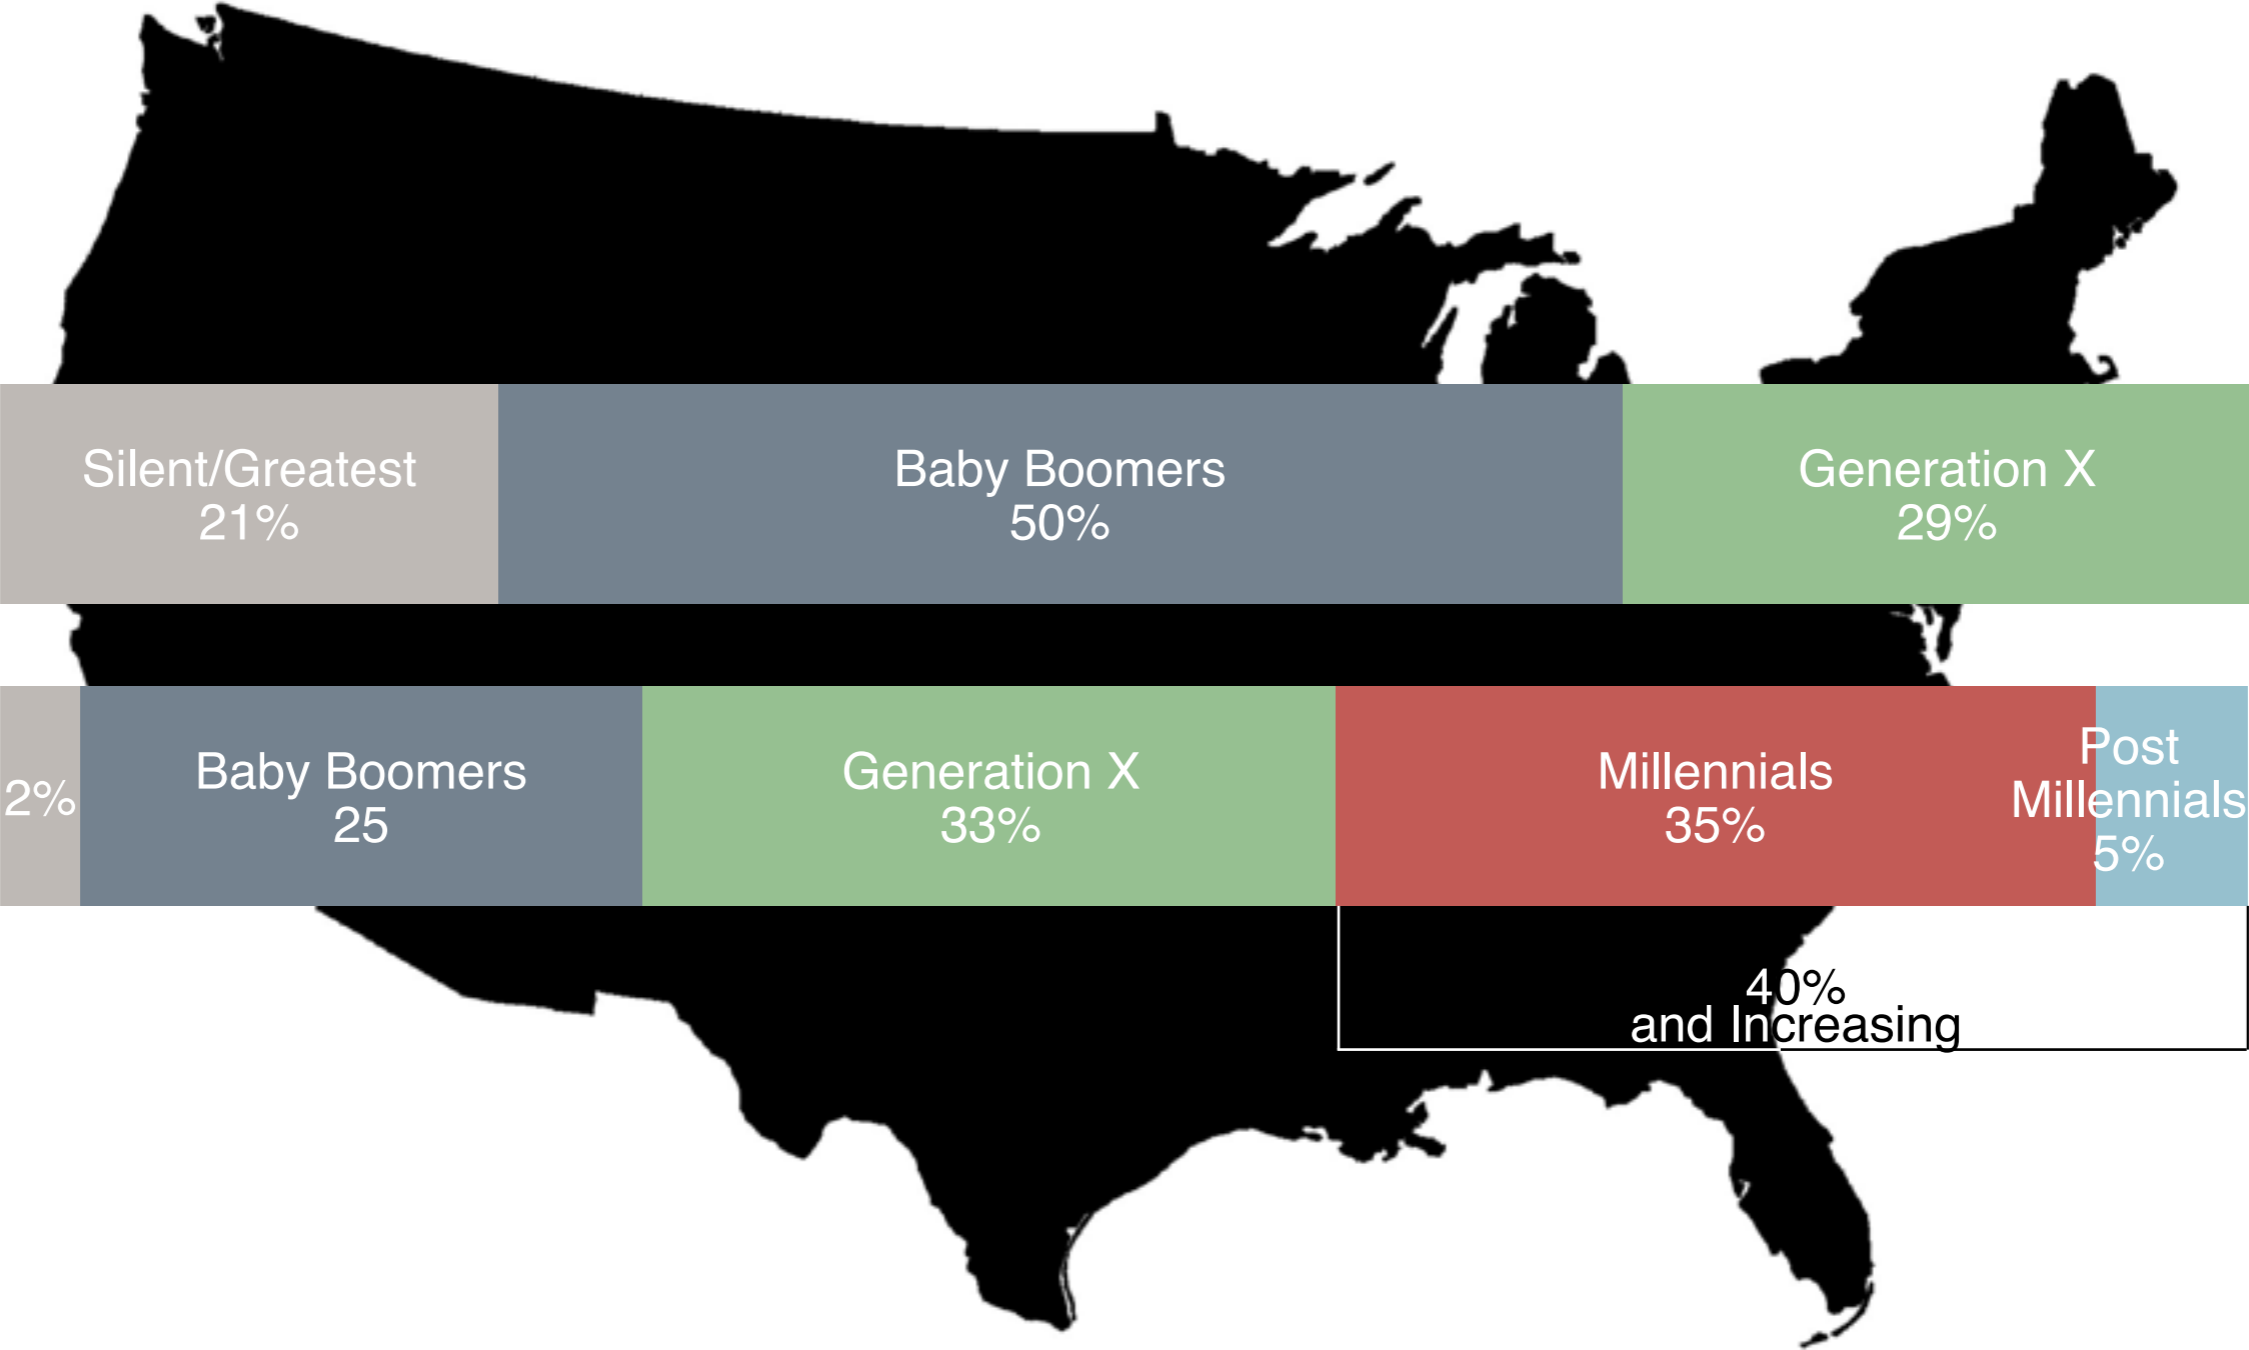 Silent/Greatest
21%
Baby Boomers
50%
Generation X
29%
2%
Baby Boomers
25
Generation X
33%
Millennials
35%
Post
Millennials
5%
40%
and Increasing